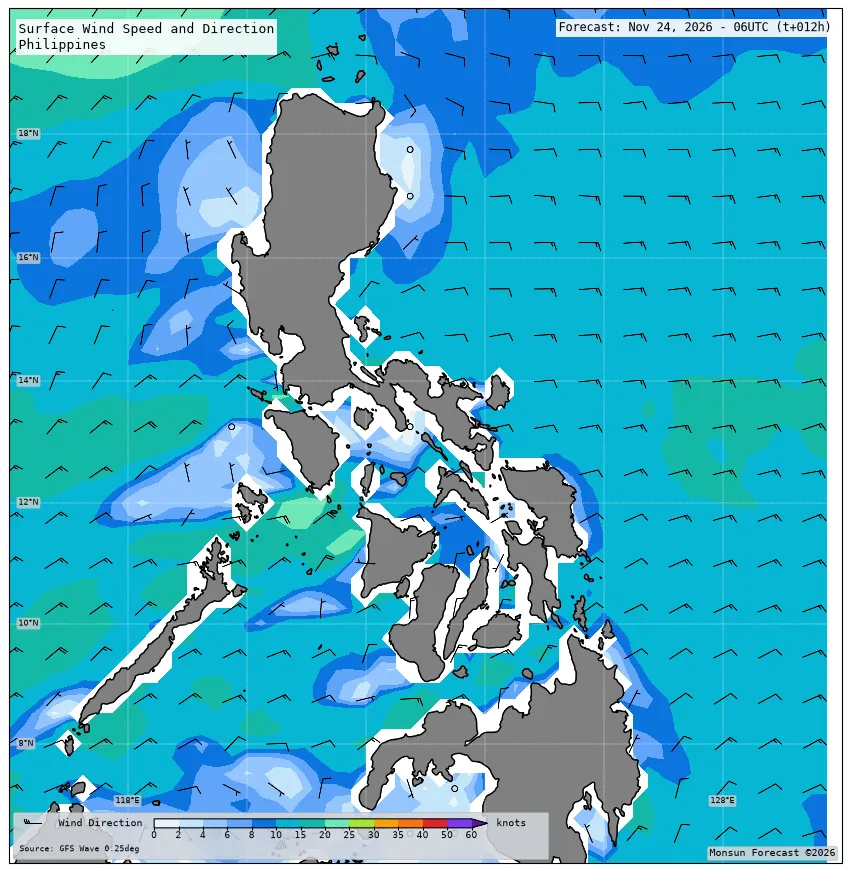 Surface Wind Speed and Direction
Philippines
Forecast: Nov 24, 2026 - 06UTC (t+012h)
18°N
16°N
14°N
12°N
10°N
8°N
118°E
128°E
Wind Direction
0 2 4 6 8 10 15 20 25 30 35 40 50 60
knots
Source: GFS Wave 0.25deg
Monsun Forecast ©2026